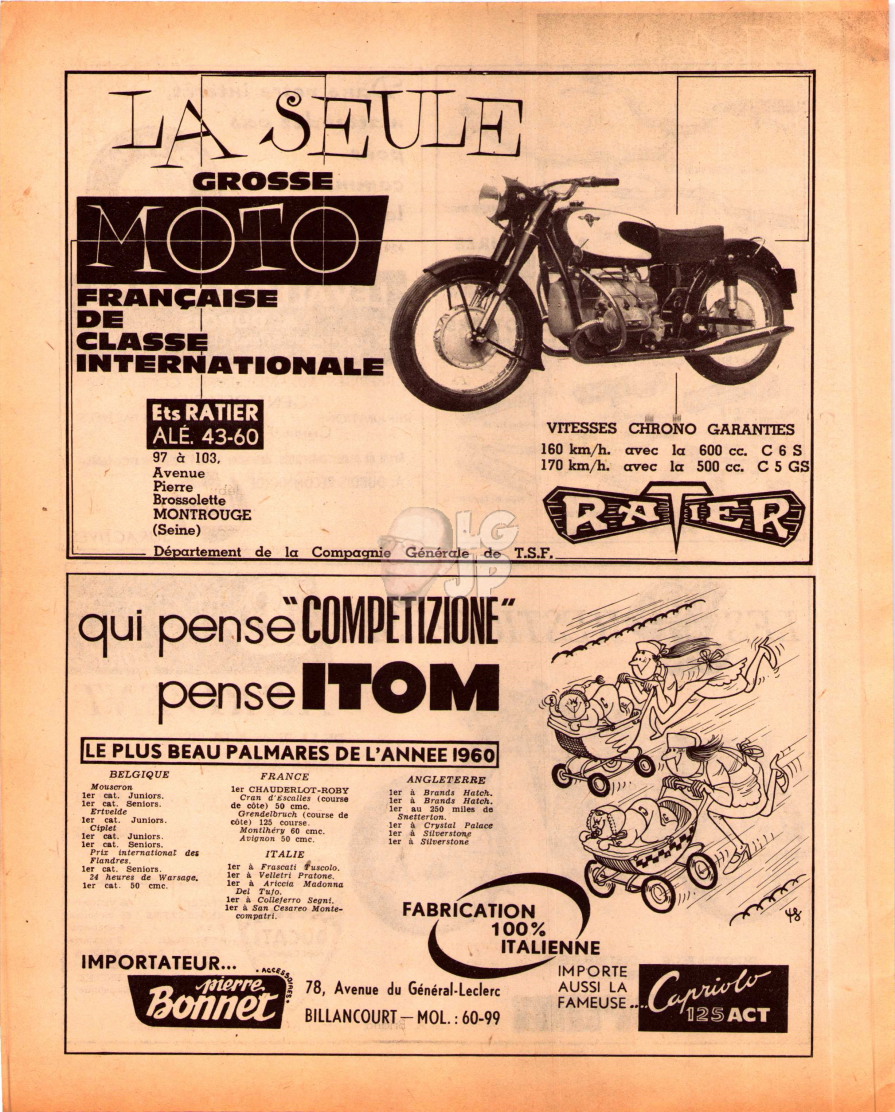 LA SEULE
GROSSE
MOTO
FRANÇAISE
DE
CLASSE
INTERNATIONALE
Ets RATIER
ALÉ. 43-60
97 à 103,
Avenue
Pierre
Brossolette
MONTROUGE
(Seine)
Département de la Compagnie Générale de T.S.F.
VITESSES CHRONO GARANTIES
160 km/h. avec la 600 cc. C 6 S
170 km/h. avec la 500 cc. C 5 GS
RATIER
LG
JP
qui pense "COMPETIZIONE"
pense ITOM
LE PLUS BEAU PALMARES DE L'ANNEE 1960
BELGIQUE
Mouscron
1er cat. Juniors.
1er cat. Seniors.
Ertvelde
1er cat. Juniors.
Ciplet
1er cat. Juniors.
1er cat. Seniors.
Prix international des
Flandres.
1er cat. Seniors.
24 heures de Warsage.
1er cat. 50 cmc.
FRANCE
1er CHAUDERLOT-ROBY
Cran d'Escalles (course
de côte) 50 cmc.
Grendelbruch (course de
côte) 125 course.
Montlhéry 60 cmc.
Avignon 50 cmc.
ITALIE
1er à Frascati Tuscolo.
1er à Velletri Pratone.
1er à Ariccia Madonna
Del Tufo.
1er à Colleferro Segni.
1er à San Cesareo Monte-
compatri.
ANGLETERRE
1er à Brands Hatch.
1er à Brands Hatch.
1er au 250 miles de
Snetterton.
1er à Crystal Palace
1er à Silverstone
1er à Silverstone
FABRICATION
100%
ITALIENNE
IMPORTATEUR...
pierre
Bonnet
ACCESSOIRES
78, Avenue du Général-Leclerc
BILLANCOURT — MOL. : 60-99
IMPORTE
AUSSI LA
FAMEUSE....
Capriolo
125 ACT